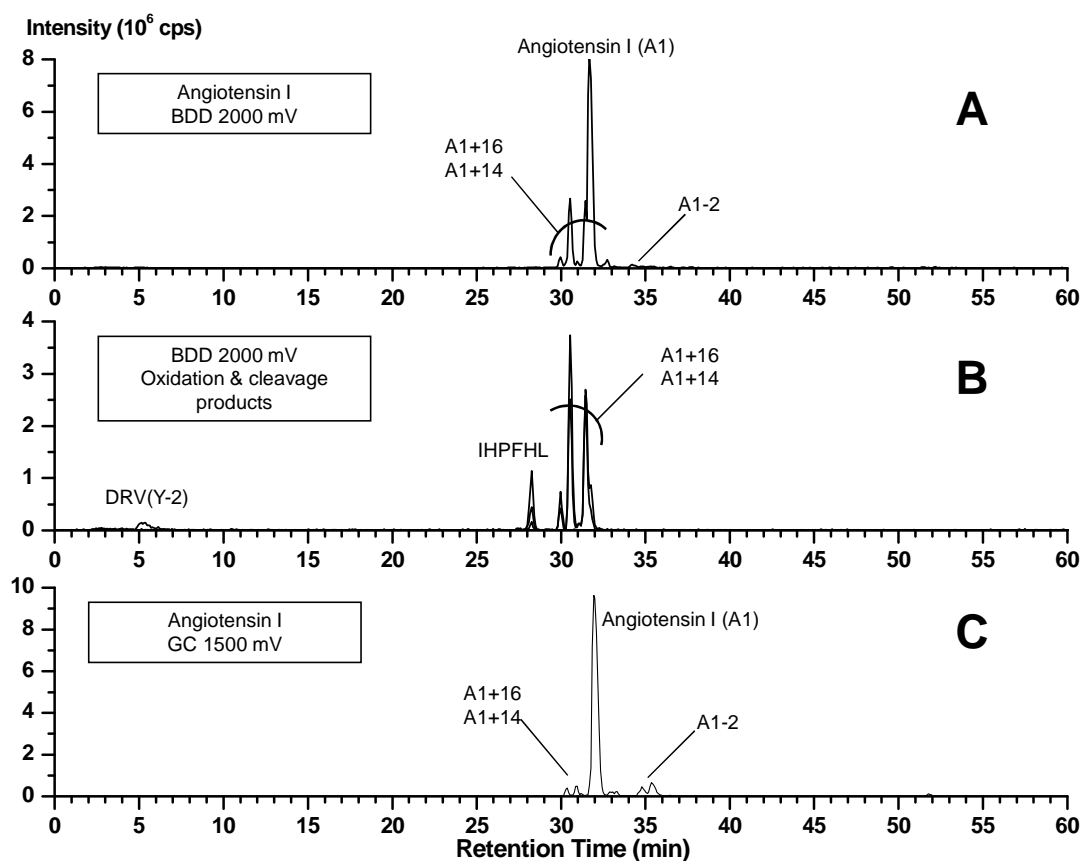 Intensity (10⁶ cps)
Angiotensin I (A1)
8
Angiotensin I
BDD 2000 mV
A
6
A1+16
A1+14
4
A1-2
2
0
0 5 10 15 20 25 30 35 40 45 50 55 60
4
BDD 2000 mV
Oxidation & cleavage
products
A1+16
A1+14
B
3
2
IHPFHL
1
DRV(Y-2)
0
0 5 10 15 20 25 30 35 40 45 50 55 60
10
Angiotensin I
GC 1500 mV
Angiotensin I (A1)
C
8
6
A1+16
A1+14
A1-2
4
2
0
0 5 10 15 20 25 30 35 40 45 50 55 60
Retention Time (min)